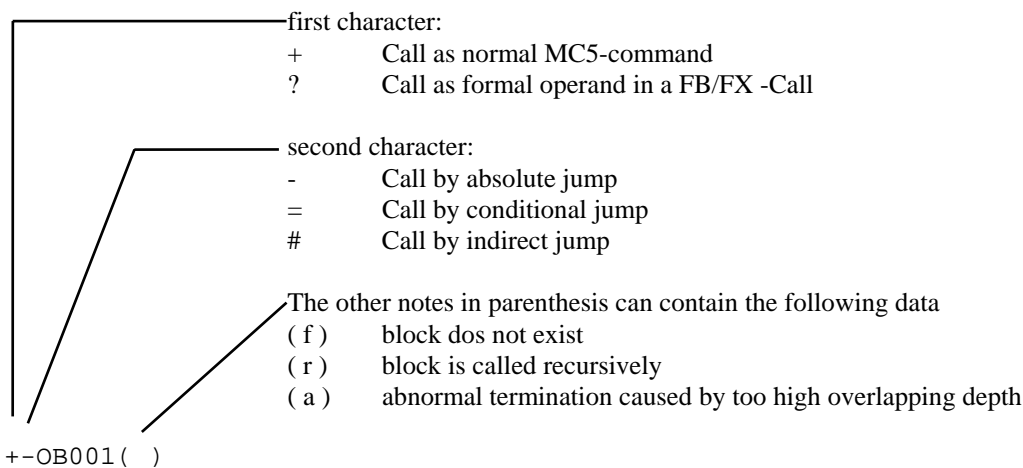 first character:
+ Call as normal MC5-command
? Call as formal operand in a FB/FX -Call
second character:
- Call by absolute jump
= Call by conditional jump
# Call by indirect jump
The other notes in parenthesis can contain the following data
( f ) block dos not exist
( r ) block is called recursively
( a ) abnormal termination caused by too high overlapping depth
+-OB001( )